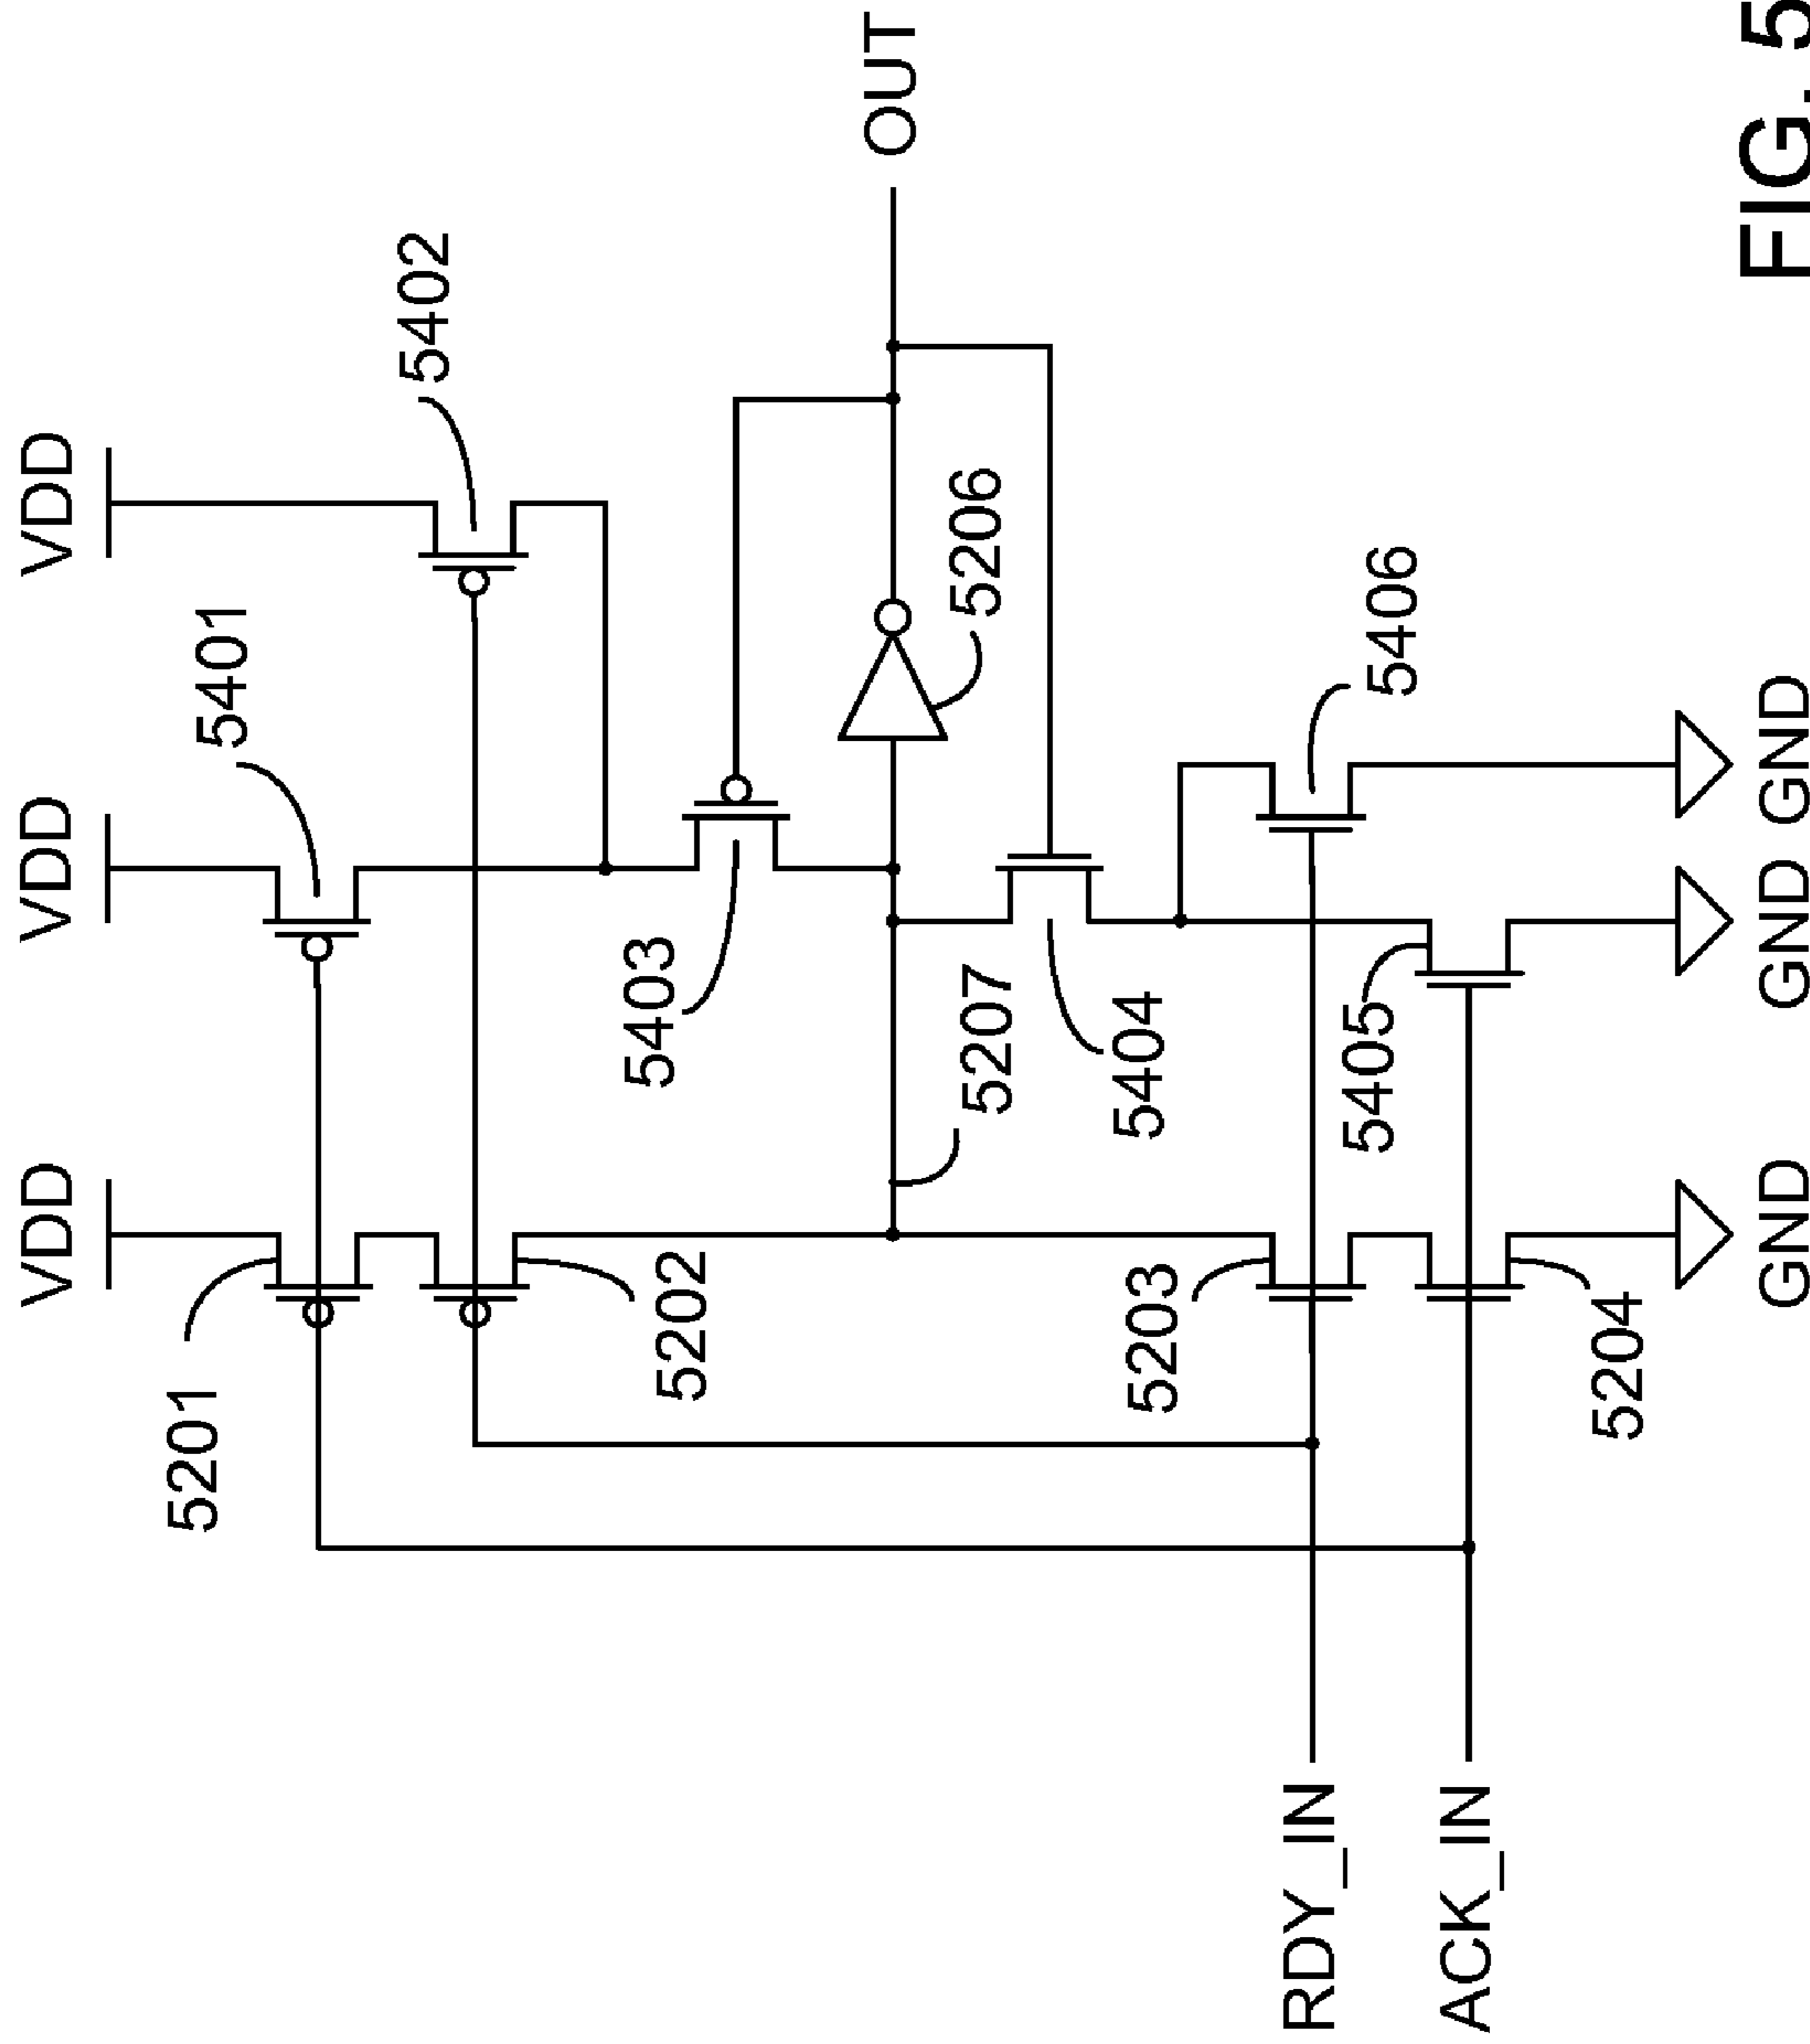 VDD
VDD
VDD
5401
5402
5201
5202
5403
OUT
5206
5207
5404
5203
5204
5405
5406
RDY_IN
ACK_IN
GND
GND
GND
FIG. 5